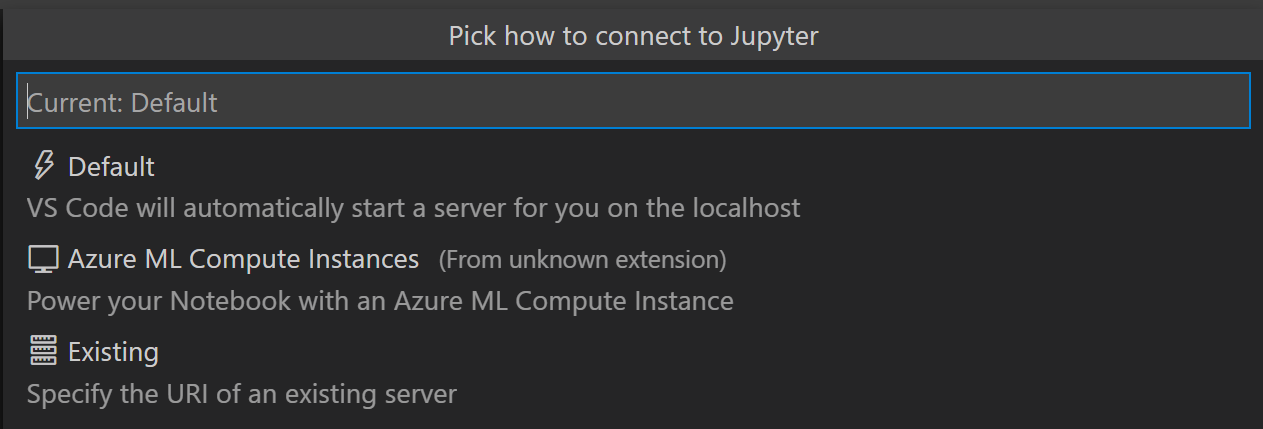 Pick how to connect to Jupyter
Current: Default
Default
VS Code will automatically start a server for you on the localhost
Azure ML Compute Instances (From unknown extension)
Power your Notebook with an Azure ML Compute Instance
Existing
Specify the URI of an existing server